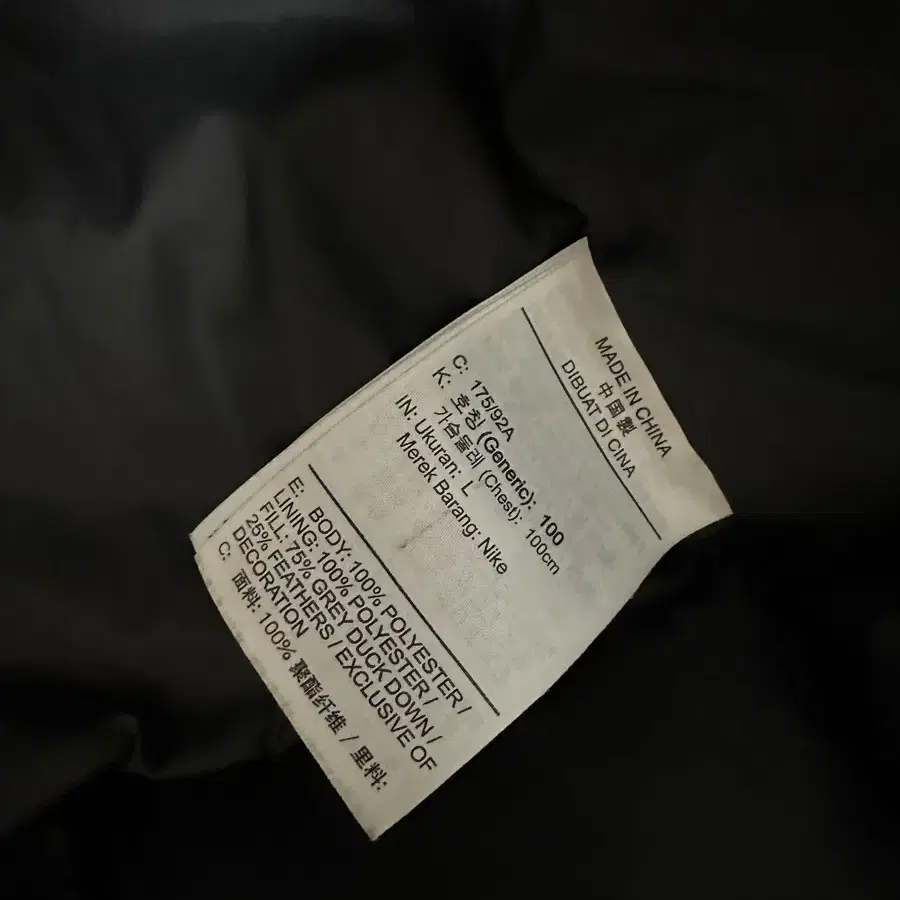 MADE IN CHINA
中国製
DIBUAT DI CINA
C: 175/92A
K: 호칭 (Generic): 100
가슴둘레 (Chest): 100cm
IN: Ukuran: L
Merek Barang: Nike
E: BODY: 100% POLYESTER /
LINING: 100% POLYESTER /
FILL: 75% GREY DUCK DOWN /
25% FEATHERS / EXCLUSIVE OF
DECORATION
C: 面料: 100% 聚酯纤维 / 里料: